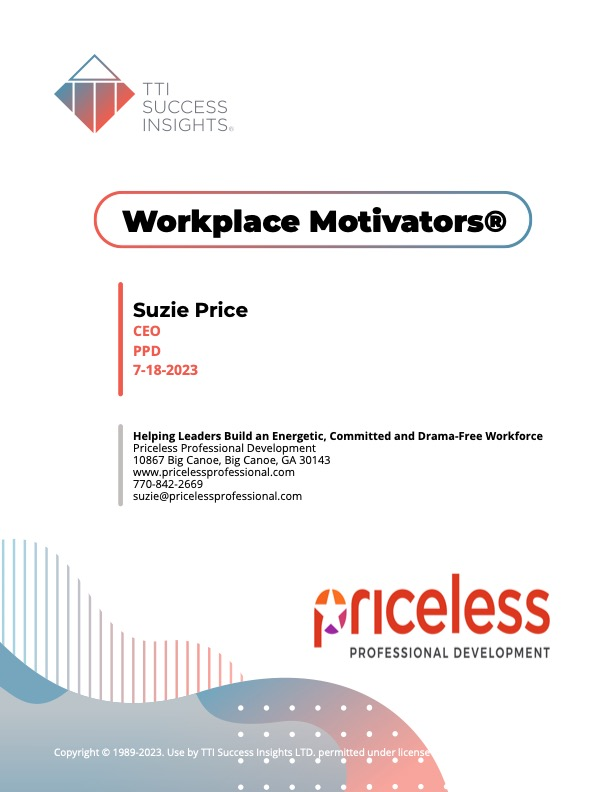 TTI
SUCCESS
INSIGHTS®
Workplace Motivators®
Suzie Price
CEO
PPD
7-18-2023
Helping Leaders Build an Energetic, Committed and Drama-Free Workforce
Priceless Professional Development
10867 Big Canoe, Big Canoe, GA 30143
www.pricelessprofessional.com
770-842-2669
suzie@pricelessprofessional.com
priceless
PROFESSIONAL DEVELOPMENT
Copyright © 1989-2023. Use by TTI Success Insights LTD. permitted under license